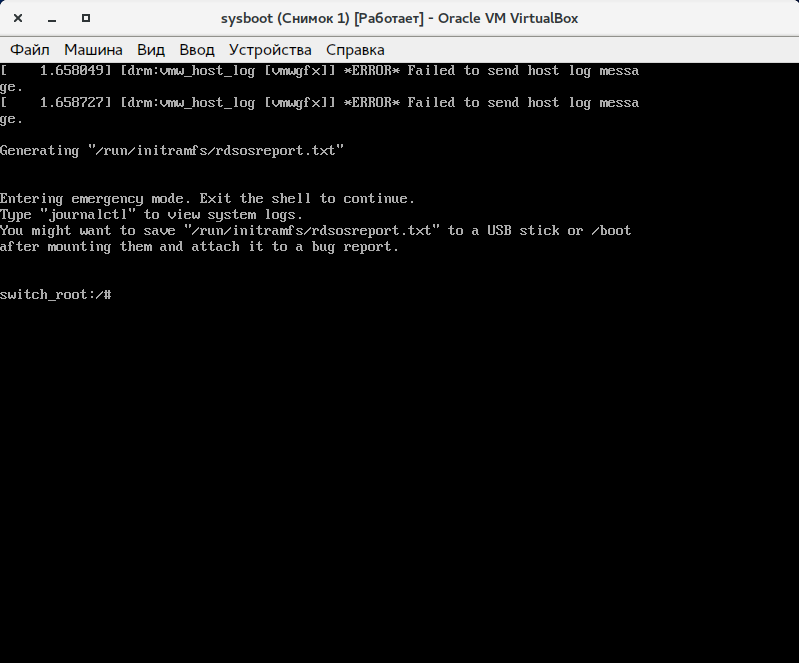 sysboot (Снимок 1) [Работает] - Oracle VM VirtualBox
Файл Машина Вид Ввод Устройства Справка
[    1.658049] [drm:vmw_host_log [vmwgfx]] *ERROR* Failed to send host log messa
ge.
[    1.658727] [drm:vmw_host_log [vmwgfx]] *ERROR* Failed to send host log messa
ge.
Generating "/run/initramfs/rdsosreport.txt"
Entering emergency mode. Exit the shell to continue.
Type "journalctl" to view system logs.
You might want to save "/run/initramfs/rdsosreport.txt" to a USB stick or /boot
after mounting them and attach it to a bug report.
switch_root:/#